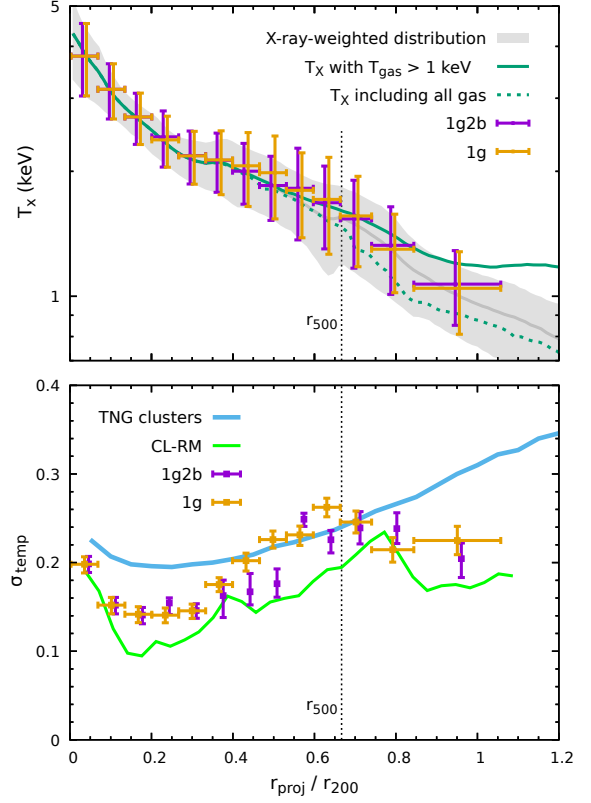 5
1
T_X (keV)
X-ray-weighted distribution
T_X with T_gas > 1 keV
T_X including all gas
1g2b
1g
r_500
0.4
0.3
0.2
0.1
0
σ_temp
TNG clusters
CL-RM
1g2b
1g
r_500
0 0.2 0.4 0.6 0.8 1 1.2
r_proj / r_200